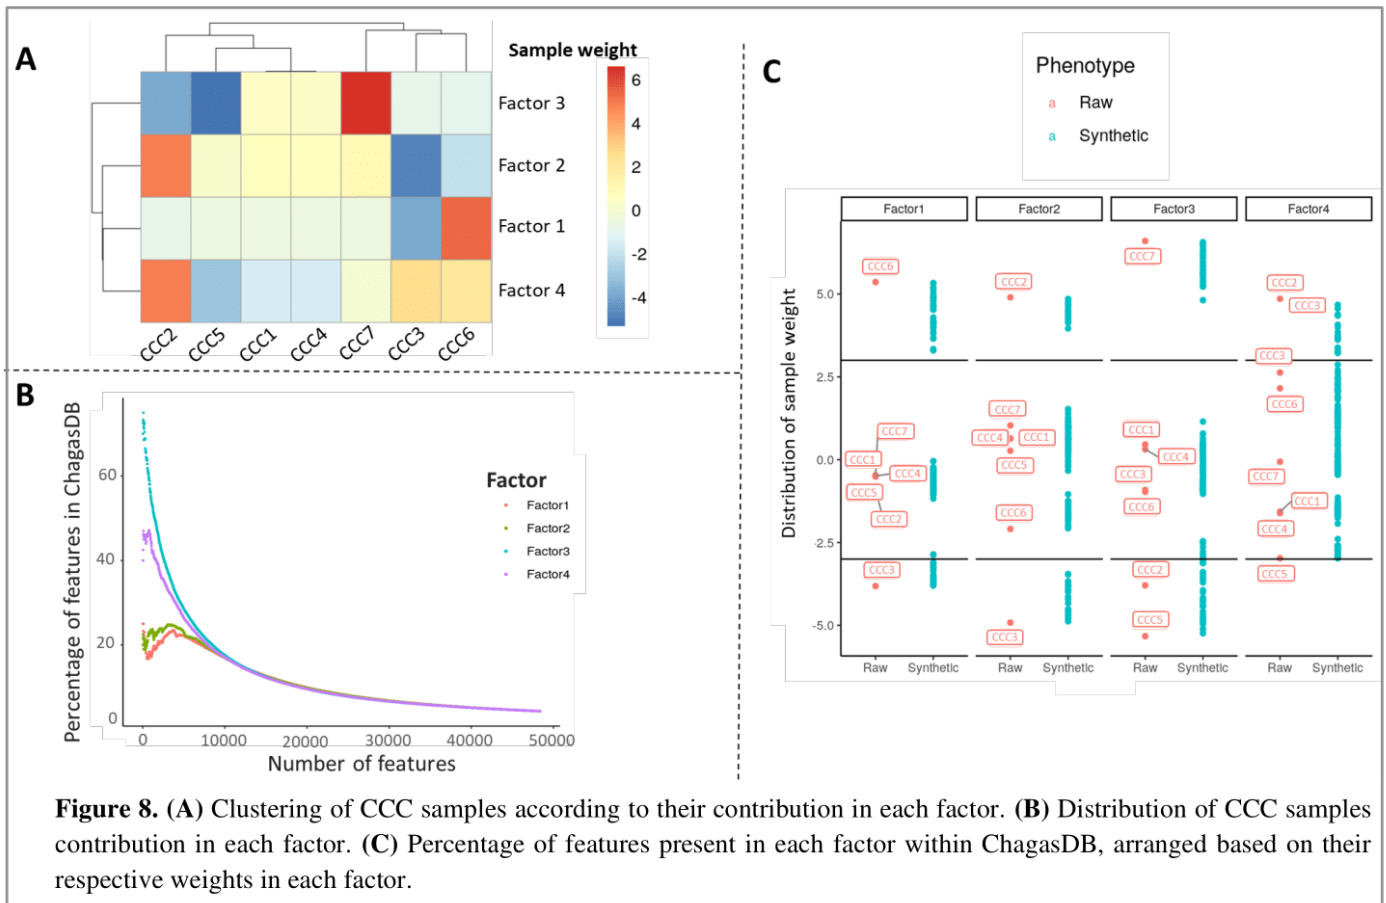 A
Sample weight
6
4
2
0
-2
-4
Factor 3
Factor 2
Factor 1
Factor 4
CCC2
CCC5
CCC1
CCC4
CCC7
CCC3
CCC6
B
Percentage of features in ChagasDB
60
40
20
0
0
10000
20000
30000
40000
50000
Number of features
Factor
Factor1
Factor2
Factor3
Factor4
C
Phenotype
a Raw
a Synthetic
Distribution of sample weight
5.0
2.5
0.0
-2.5
-5.0
Factor1
CCC6
CCC7
CCC1
CCC4
CCC5
CCC2
CCC3
Raw Synthetic
Factor2
CCC2
CCC7
CCC4 CCC1
CCC5
CCC6
CCC3
Raw Synthetic
Factor3
CCC7
CCC1
CCC4
CCC3
CCC6
CCC2
CCC5
Raw Synthetic
Factor4
CCC2
CCC3
CCC3
CCC6
CCC7
CCC1
CCC4
CCC5
Raw Synthetic
Figure 8. (A) Clustering of CCC samples according to their contribution in each factor. (B) Distribution of CCC samples
contribution in each factor. (C) Percentage of features present in each factor within ChagasDB, arranged based on their
respective weights in each factor.